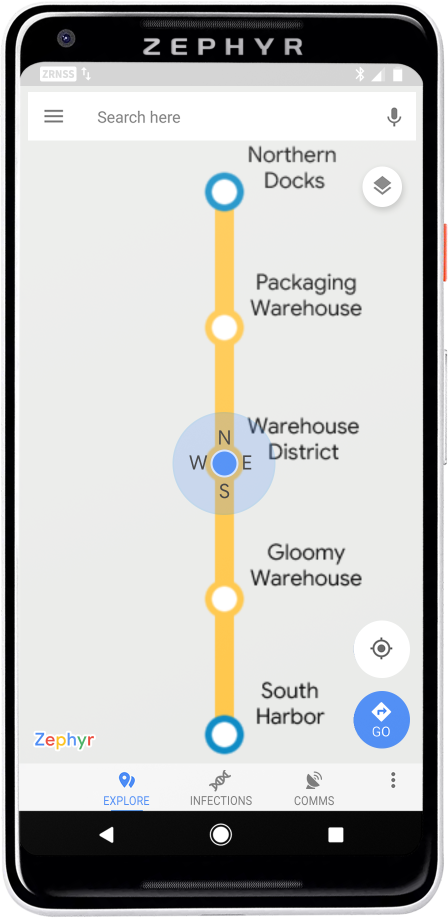 ZEPHYR
ZRNSS
Search here
Northern
Docks
Packaging
Warehouse
Warehouse
District
N
W E
S
Gloomy
Warehouse
South
Harbor
GO
Zephyr
EXPLORE INFECTIONS COMMS